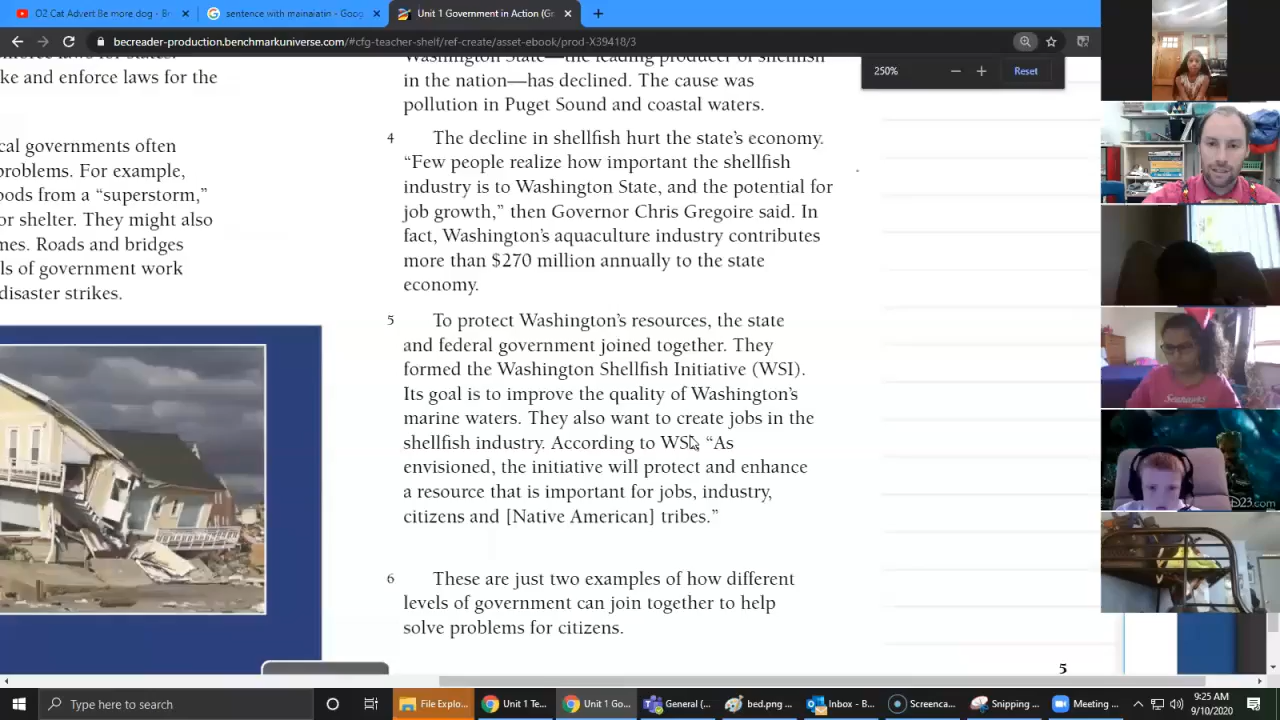 O2 Cat Advert Be more dog -
sentence with mainaiatin - Goog
Unit 1 Government in Action (Gr
becreader-production.benchmarkuniverse.com/#cfg-teacher-shelf/ref-create/asset-ebook/prod-X39418/3
250%
Reset
ke and enforce laws for the
cal governments often
problems. For example,
oods from a “superstorm,”
or shelter. They might also
mes. Roads and bridges
ls of government work
disaster strikes.
Washington State—the leading producer of shellfish
in the nation—has declined. The cause was
pollution in Puget Sound and coastal waters.
4 The decline in shellfish hurt the state’s economy.
“Few people realize how important the shellfish
industry is to Washington State, and the potential for
job growth,” then Governor Chris Gregoire said. In
fact, Washington’s aquaculture industry contributes
more than $270 million annually to the state
economy.
5 To protect Washington’s resources, the state
and federal government joined together. They
formed the Washington Shellfish Initiative (WSI).
Its goal is to improve the quality of Washington’s
marine waters. They also want to create jobs in the
shellfish industry. According to WSI, “As
envisioned, the initiative will protect and enhance
a resource that is important for jobs, industry,
citizens and [Native American] tribes.”
6 These are just two examples of how different
levels of government can join together to help
solve problems for citizens.
5
Seahawks
D23.com
Type here to search
File Explo...
Unit 1 Te...
Unit 1 Go...
General (...
bed.png ...
Inbox - B...
Screenca...
Snipping ...
Meeting ...
9:25 AM
9/10/2020